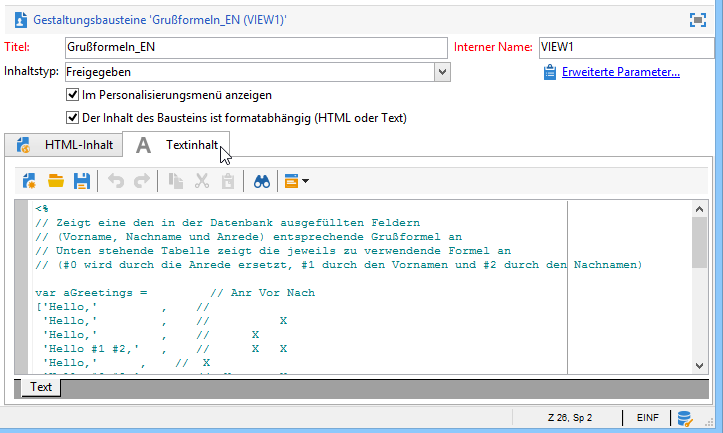 Gestaltungsbausteine 'Grußformeln_EN (VIEW1)'
Titel: Grußformeln_EN Interner Name: VIEW1
Inhaltstyp: Freigegeben Erweiterte Parameter...
Im Personalisierungsmenü anzeigen
Der Inhalt des Bausteins ist formatabhängig (HTML oder Text)
HTML-Inhalt A Textinhalt
<%
// Zeigt eine den in der Datenbank ausgefüllten Feldern
// (Vorname, Nachname und Anrede) entsprechende Grußformel an
// Unten stehende Tabelle zeigt die jeweils zu verwendende Formel an
// (#0 wird durch die Anrede ersetzt, #1 durch den Vornamen und #2 durch den Nachnamen)
var aGreetings = // Anr Vor Nach
['Hello,' , //
'Hello,' , // X
'Hello,' , // X
'Hello #1 #2,' , // X X
'Hello,' , // X
Text
Z 26, Sp 2 EINF